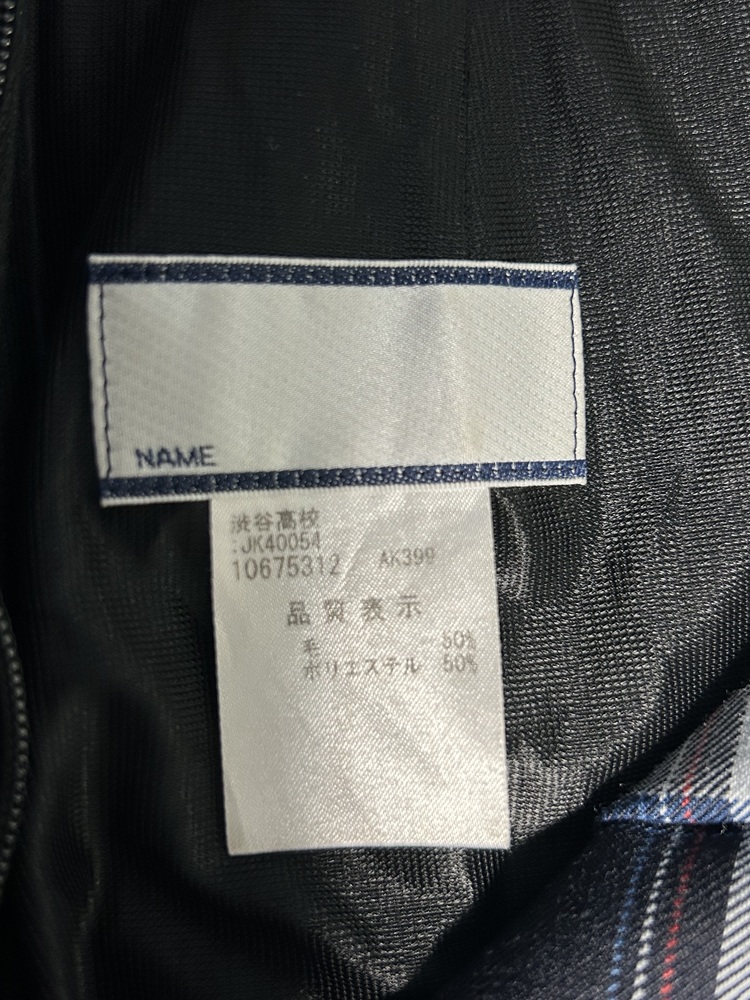 NAME
渋谷高校
:JK40054
10675312 AK399
品質表示
毛 50%
ポリエステル 50%